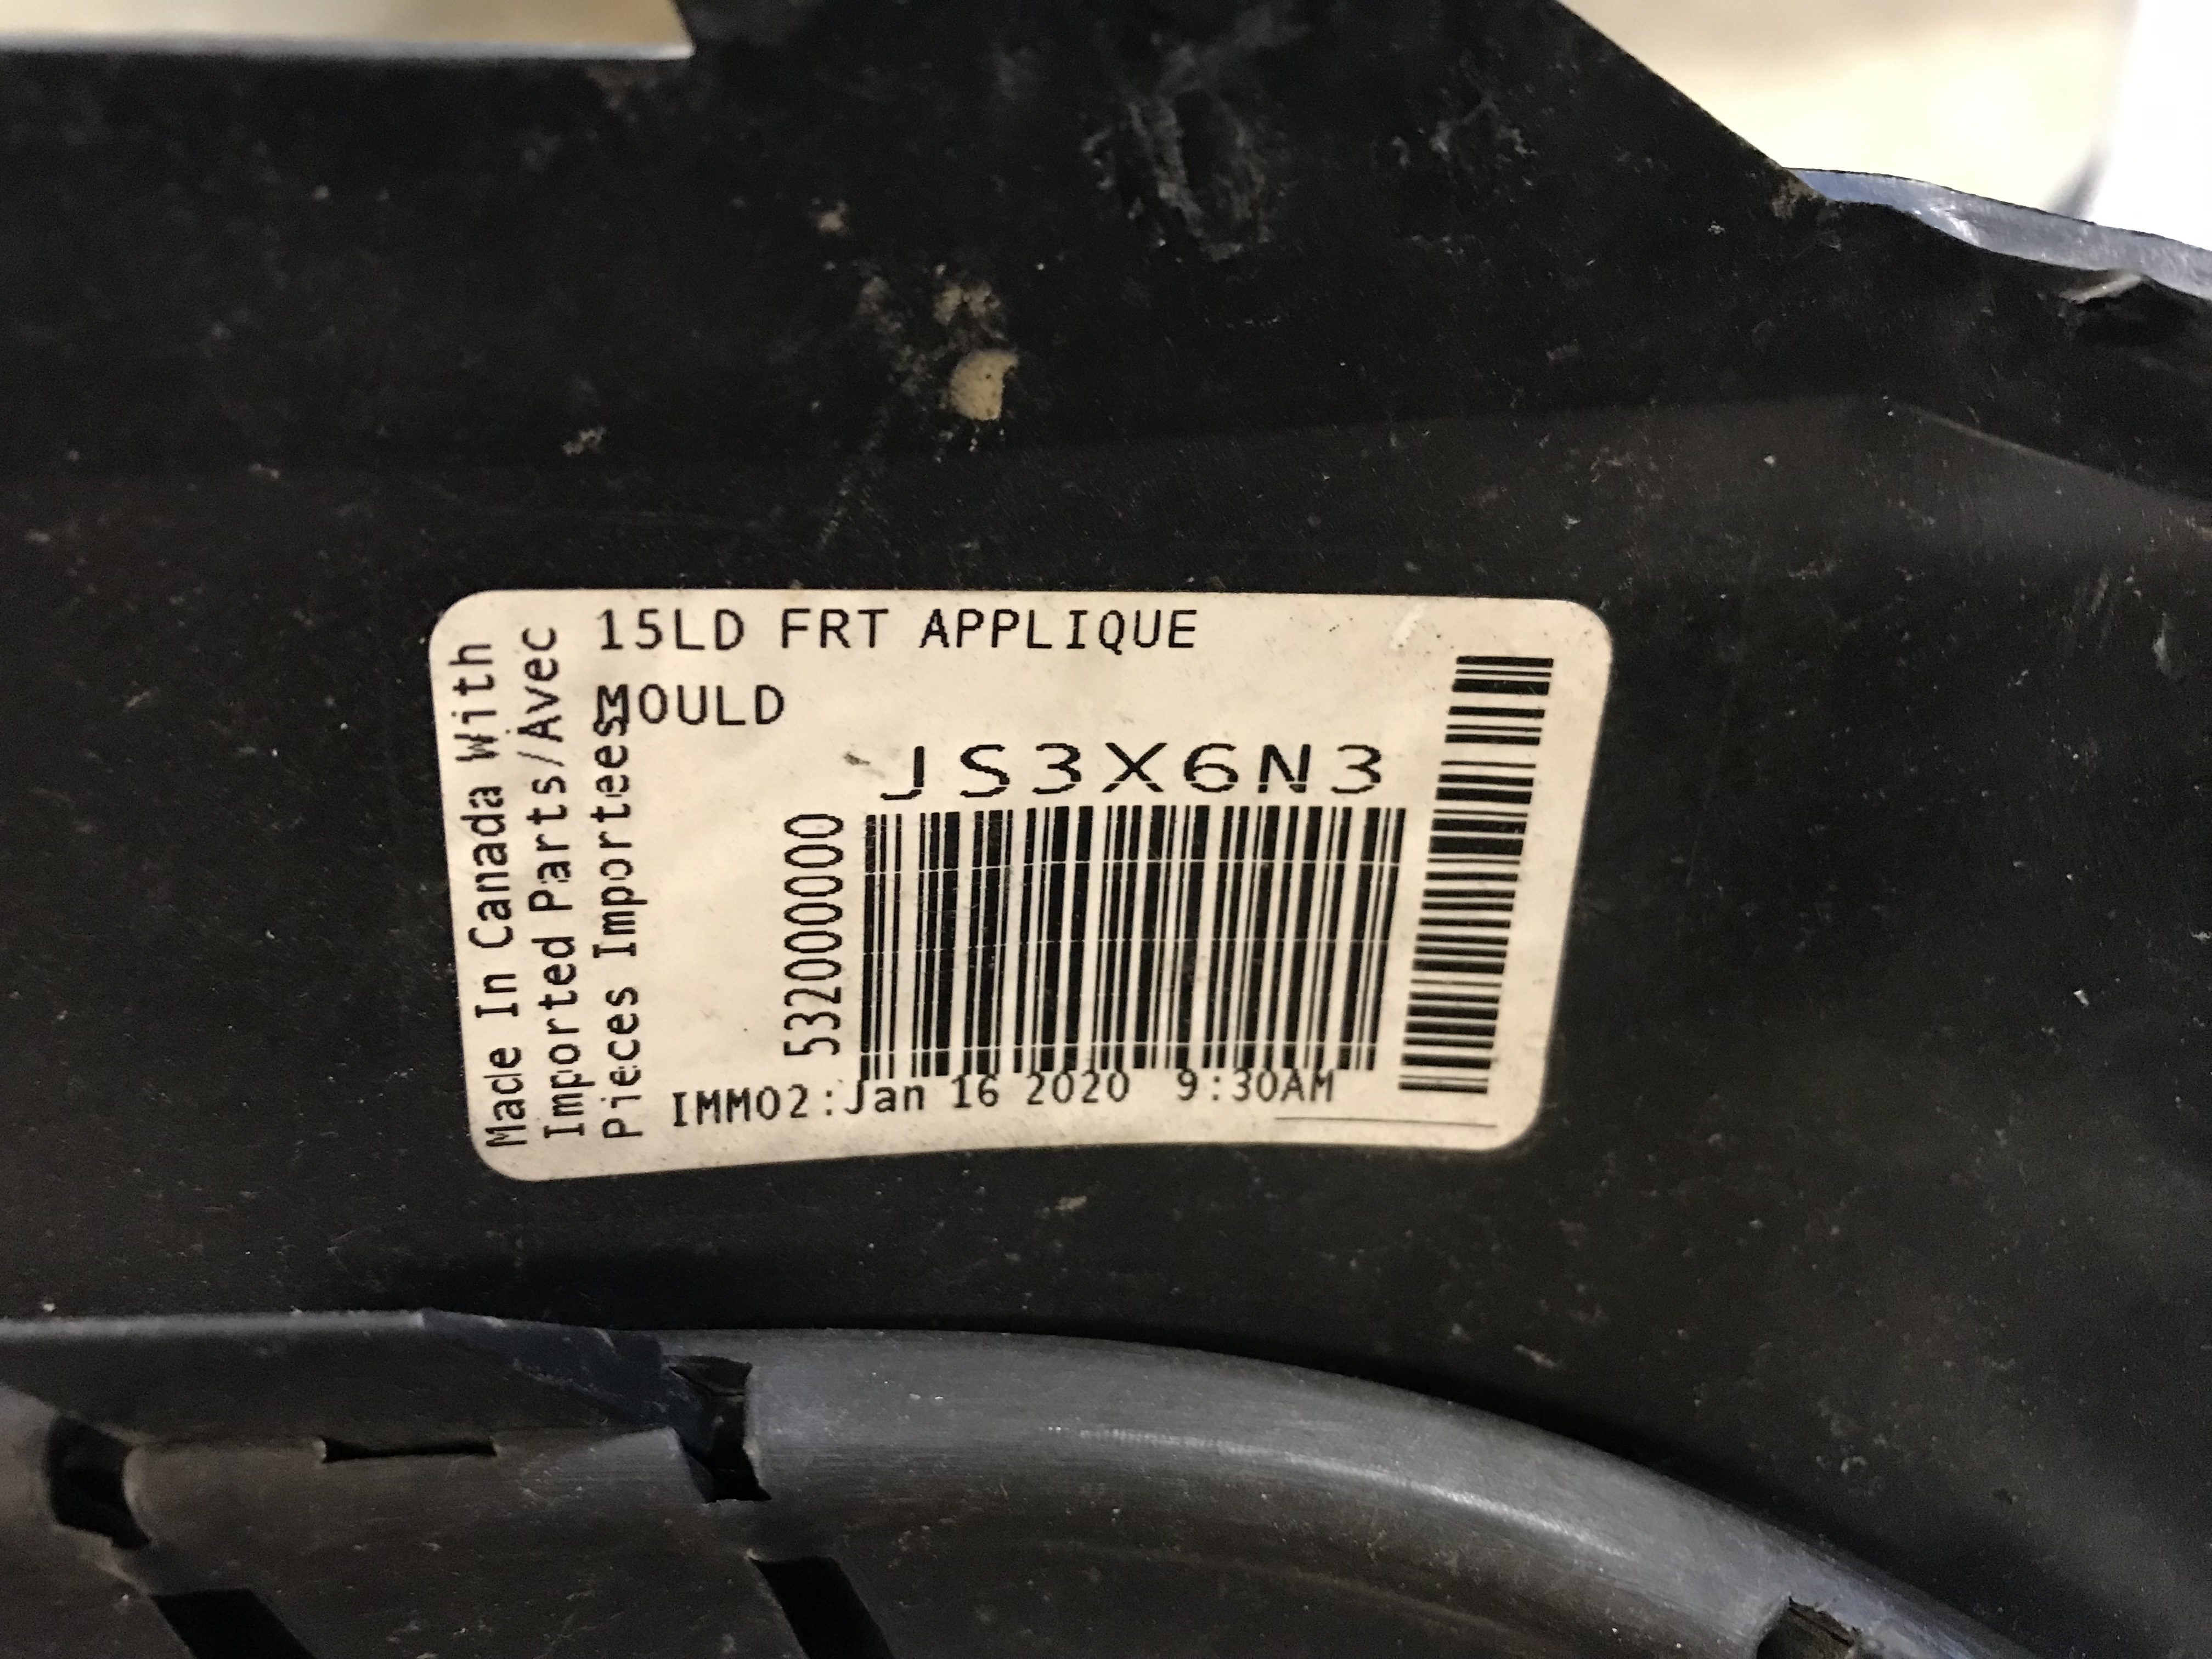 15LD FRT APPLIQUE
MOULD
JS3X6N3
532000000
IMM02:Jan 16 2020 9:30AM
Made In Canada With
Imported Parts/Avec
Pieces Importees